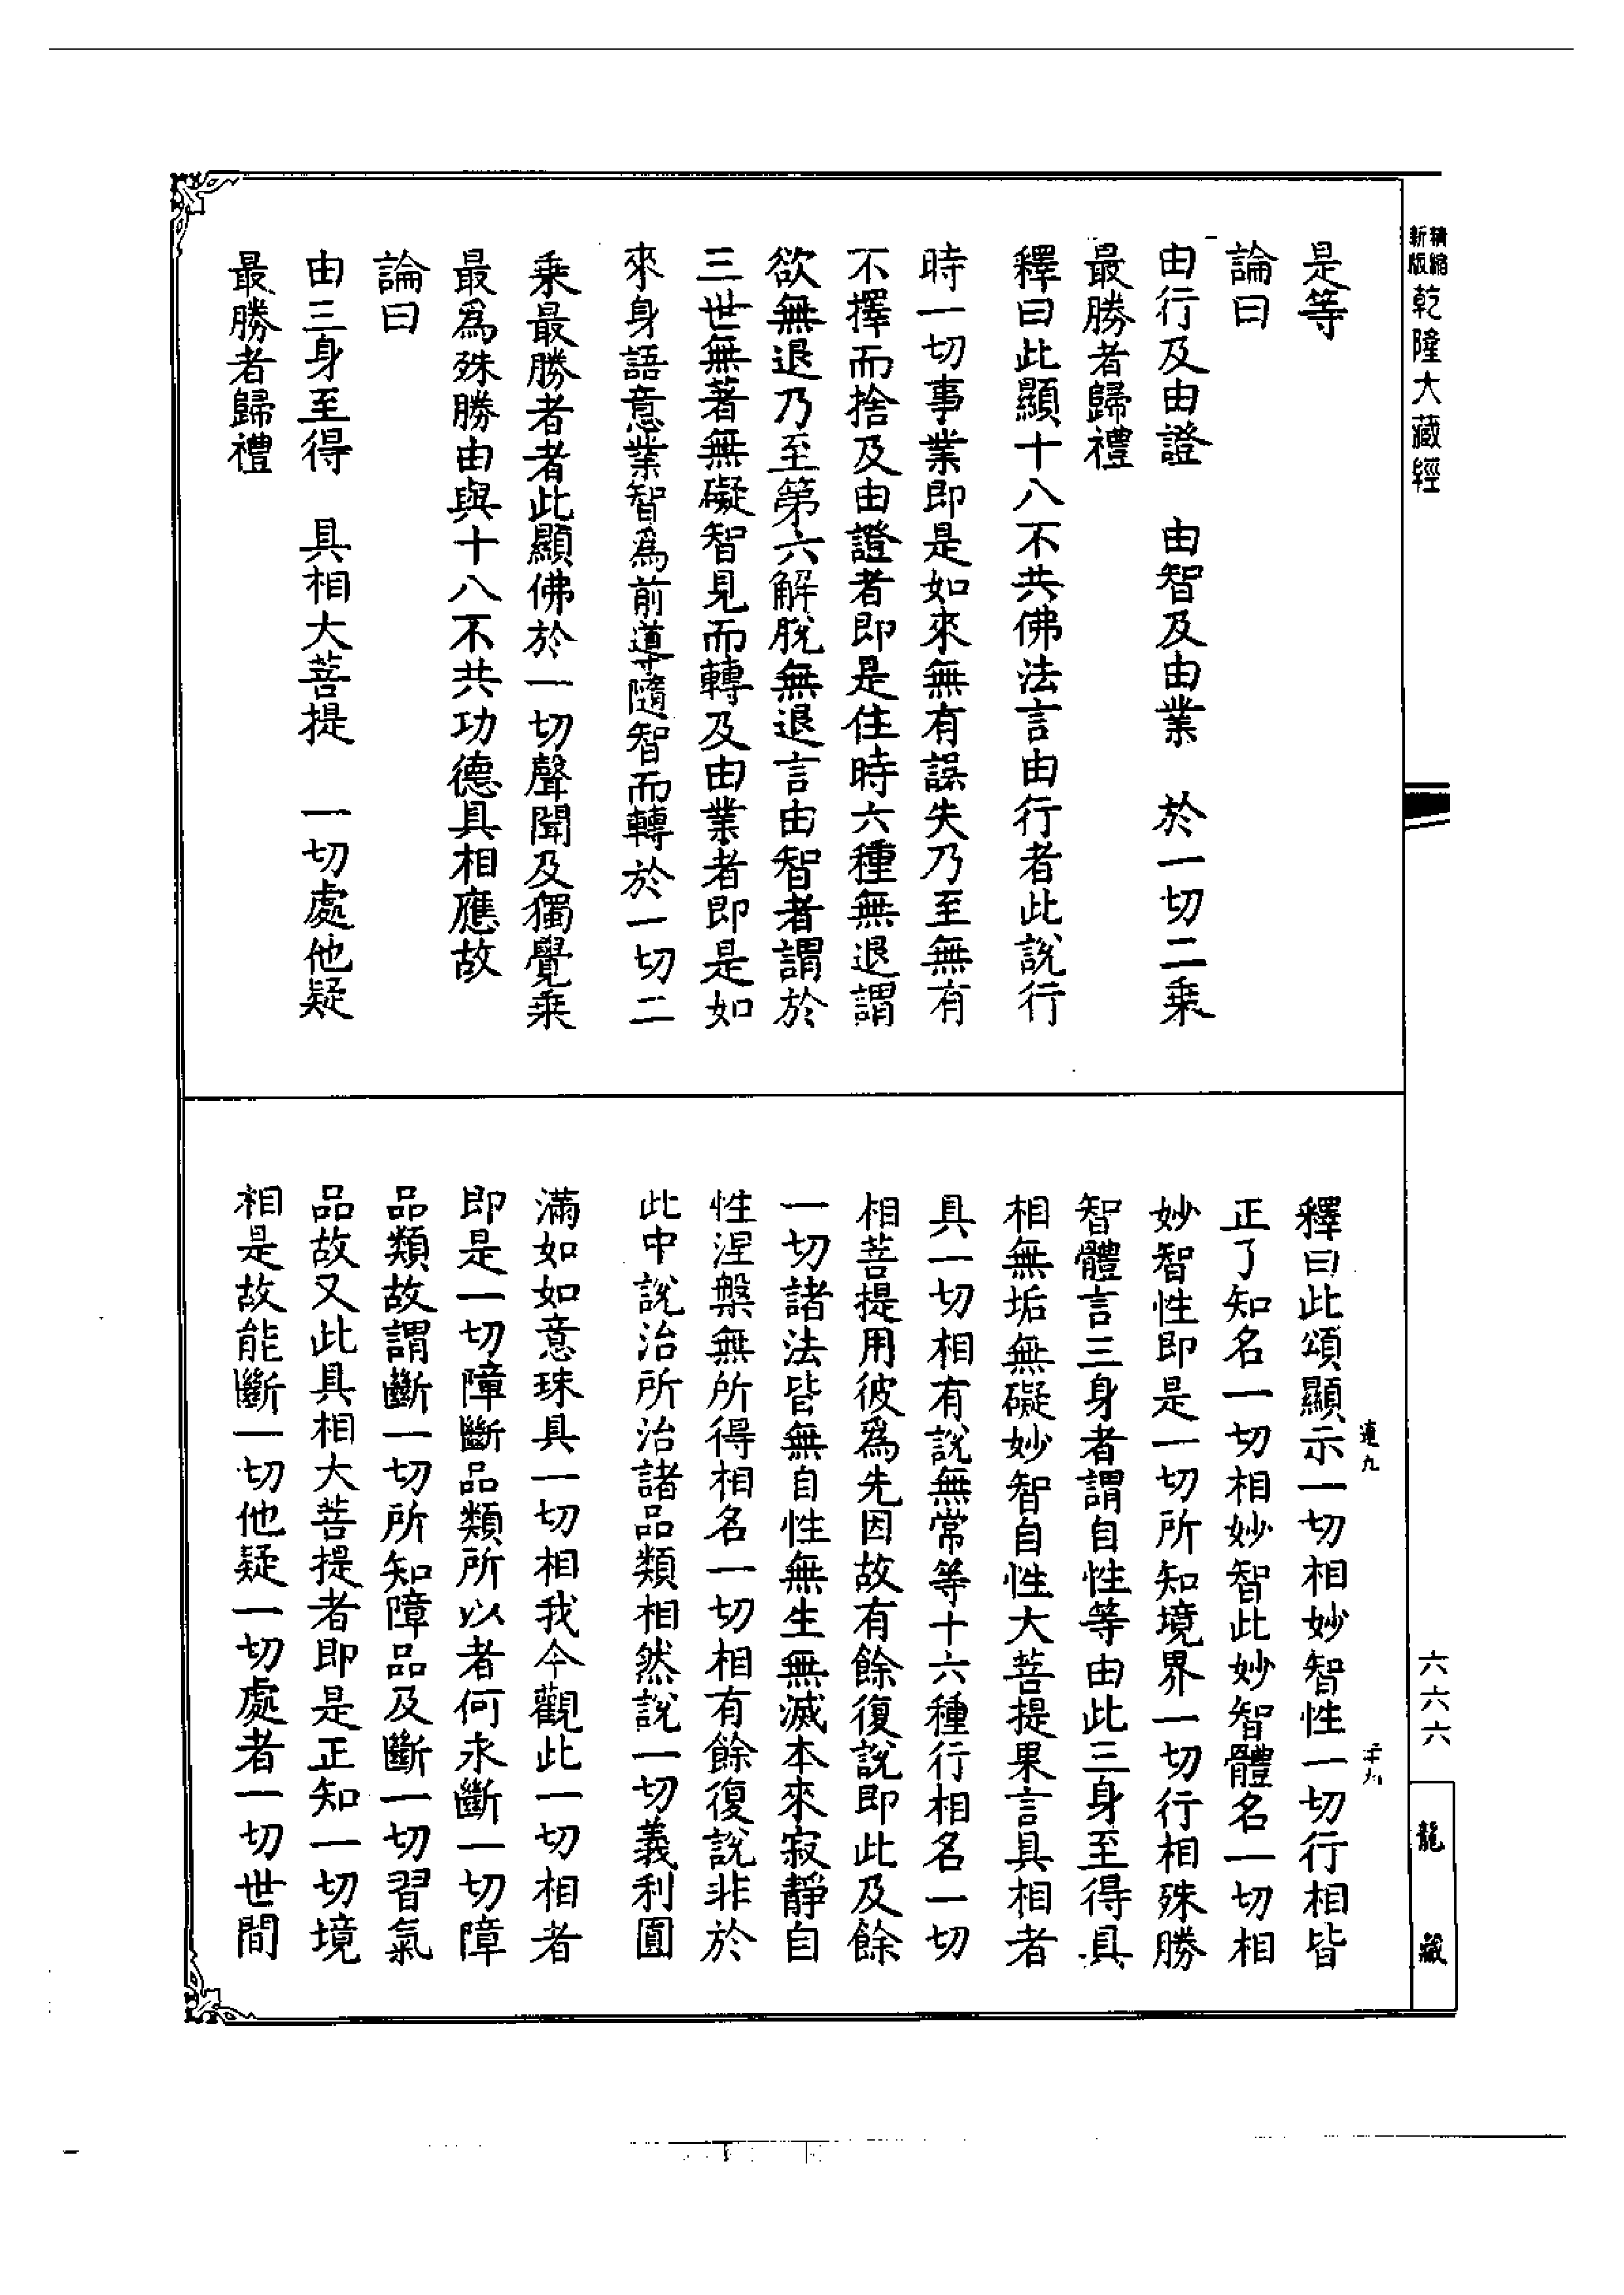 精縮
新版
乾隆大藏經
是等
論曰
由行及由證　由智及由業　於一切二乘
最勝者歸禮
釋曰此顯十八不共佛法言由行者此說行
時一切事業即是如來無有誤失乃至無有
不擇而捨及由證者即是住時六種無退謂
欲無退乃至第六解脫無退言由智者謂於
三世無著無礙智見而轉及由業者即是如
來身語意業智爲前導隨智而轉於一切二
乘最勝者者此顯佛於一切聲聞及獨覺乘
最爲殊勝由與十八不共功德具相應故
論曰
由三身至得　具相大菩提　一切處他疑
最勝者歸禮
六六六
龍藏
釋曰此頌顯示一切相妙智性一切行相皆
正了知名一切相妙智此妙智體名一切相
妙智性即是一切所知境界一切行相殊勝
智體言三身者謂自性等由此三身至得具
相無垢無礙妙智自性大菩提果言具相者
具一切相有說無常等十六種行相名一切
相菩提用彼爲先因故有餘復說即此及餘
一切諸法皆無自性無生無滅本來寂靜自
性涅槃無所得相名一切相有餘復說非於
此中說治所治諸品類相然說一切義利圓
滿如如意珠具一切相我今觀此一切相者
即是一切障斷品類所以者何永斷一切障
品類故謂斷一切所知障品及斷一切習氣
品故又此具相大菩提者即是正知一切境
相是故能斷一切他疑一切處者一切世間